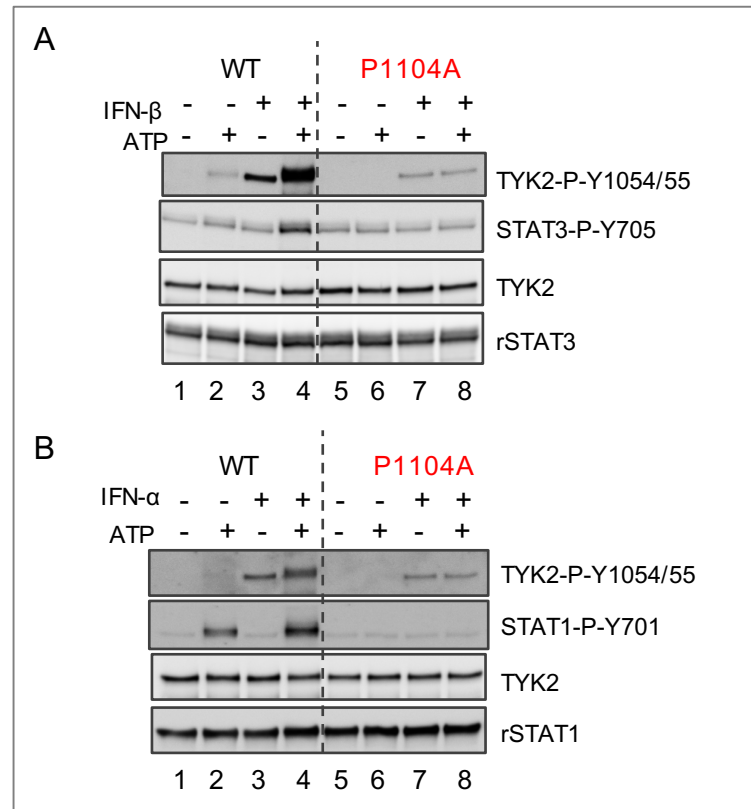 A
WT P1104A
IFN-β - - + + - - + +
ATP - + - + - + - +
TYK2-P-Y1054/55
STAT3-P-Y705
TYK2
rSTAT3
1 2 3 4 5 6 7 8
B
WT P1104A
IFN-α - - + + - - + +
ATP - + - + - + - +
TYK2-P-Y1054/55
STAT1-P-Y701
TYK2
rSTAT1
1 2 3 4 5 6 7 8